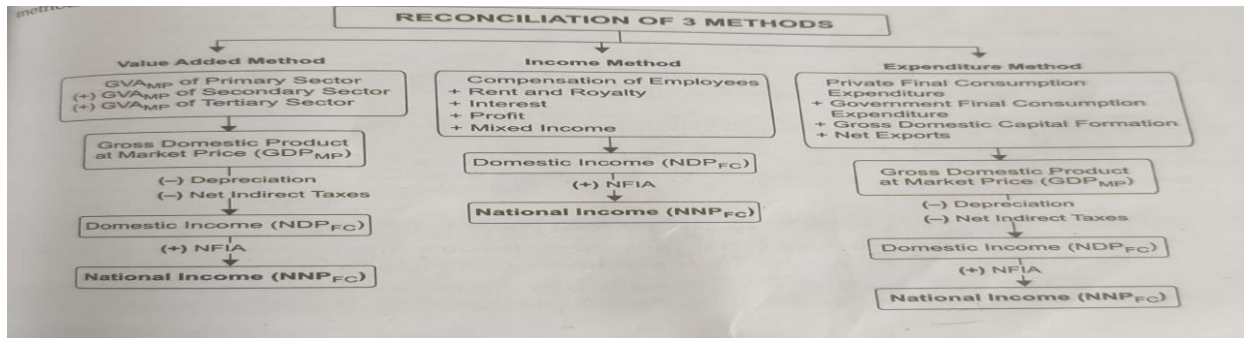 RECONCILIATION OF 3 METHODS
Value Added Method
GVAMP of Primary Sector
(+) GVAMP of Secondary Sector
(+) GVAMP of Tertiary Sector
Gross Domestic Product
at Market Price (GDPMP)
(–) Depreciation
(–) Net Indirect Taxes
Domestic Income (NDPFC)
(+) NFIA
National Income (NNPFC)
Income Method
Compensation of Employees
+ Rent and Royalty
+ Interest
+ Profit
+ Mixed Income
Domestic Income (NDPFC)
(+) NFIA
National Income (NNPFC)
Expenditure Method
Private Final Consumption
Expenditure
+ Government Final Consumption
Expenditure
+ Gross Domestic Capital Formation
+ Net Exports
Gross Domestic Product
at Market Price (GDPMP)
(–) Depreciation
(–) Net Indirect Taxes
Domestic Income (NDPFC)
(+) NFIA
National Income (NNPFC)